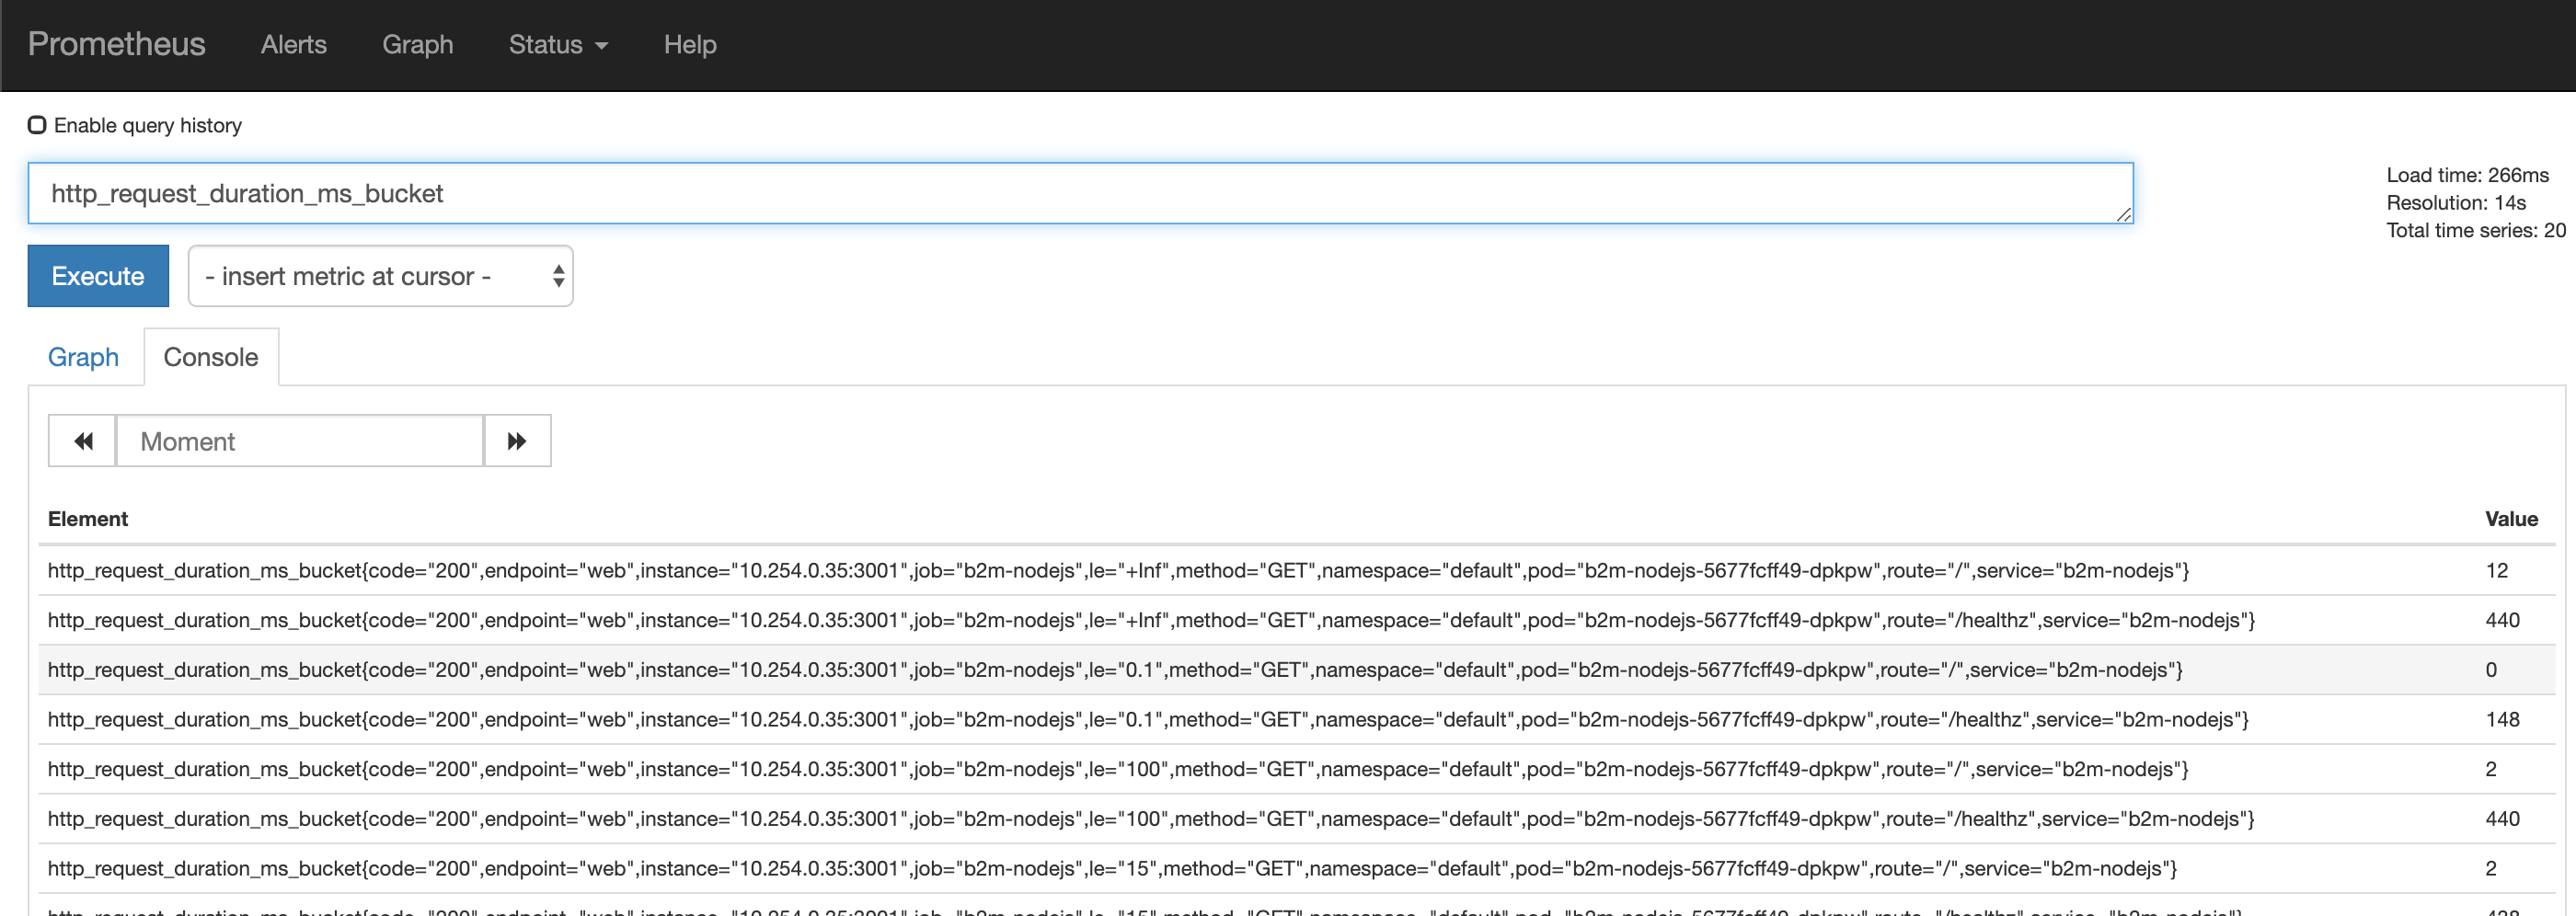 Prometheus Alerts Graph Status Help
Enable query history
http_request_duration_ms_bucket
Load time: 266ms
Resolution: 14s
Total time series: 20
Execute - insert metric at cursor -
Graph Console
Moment
Element Value
http_request_duration_ms_bucket{code="200",endpoint="web",instance="10.254.0.35:3001",job="b2m-nodejs",le="+Inf",method="GET",namespace="default",pod="b2m-nodejs-5677fcff49-dpkpw",route="/",service="b2m-nodejs"} 12
http_request_duration_ms_bucket{code="200",endpoint="web",instance="10.254.0.35:3001",job="b2m-nodejs",le="+Inf",method="GET",namespace="default",pod="b2m-nodejs-5677fcff49-dpkpw",route="/healthz",service="b2m-nodejs"} 440
http_request_duration_ms_bucket{code="200",endpoint="web",instance="10.254.0.35:3001",job="b2m-nodejs",le="0.1",method="GET",namespace="default",pod="b2m-nodejs-5677fcff49-dpkpw",route="/",service="b2m-nodejs"} 0
http_request_duration_ms_bucket{code="200",endpoint="web",instance="10.254.0.35:3001",job="b2m-nodejs",le="0.1",method="GET",namespace="default",pod="b2m-nodejs-5677fcff49-dpkpw",route="/healthz",service="b2m-nodejs"} 148
http_request_duration_ms_bucket{code="200",endpoint="web",instance="10.254.0.35:3001",job="b2m-nodejs",le="100",method="GET",namespace="default",pod="b2m-nodejs-5677fcff49-dpkpw",route="/",service="b2m-nodejs"} 2
http_request_duration_ms_bucket{code="200",endpoint="web",instance="10.254.0.35:3001",job="b2m-nodejs",le="100",method="GET",namespace="default",pod="b2m-nodejs-5677fcff49-dpkpw",route="/healthz",service="b2m-nodejs"} 440
http_request_duration_ms_bucket{code="200",endpoint="web",instance="10.254.0.35:3001",job="b2m-nodejs",le="15",method="GET",namespace="default",pod="b2m-nodejs-5677fcff49-dpkpw",route="/",service="b2m-nodejs"} 2